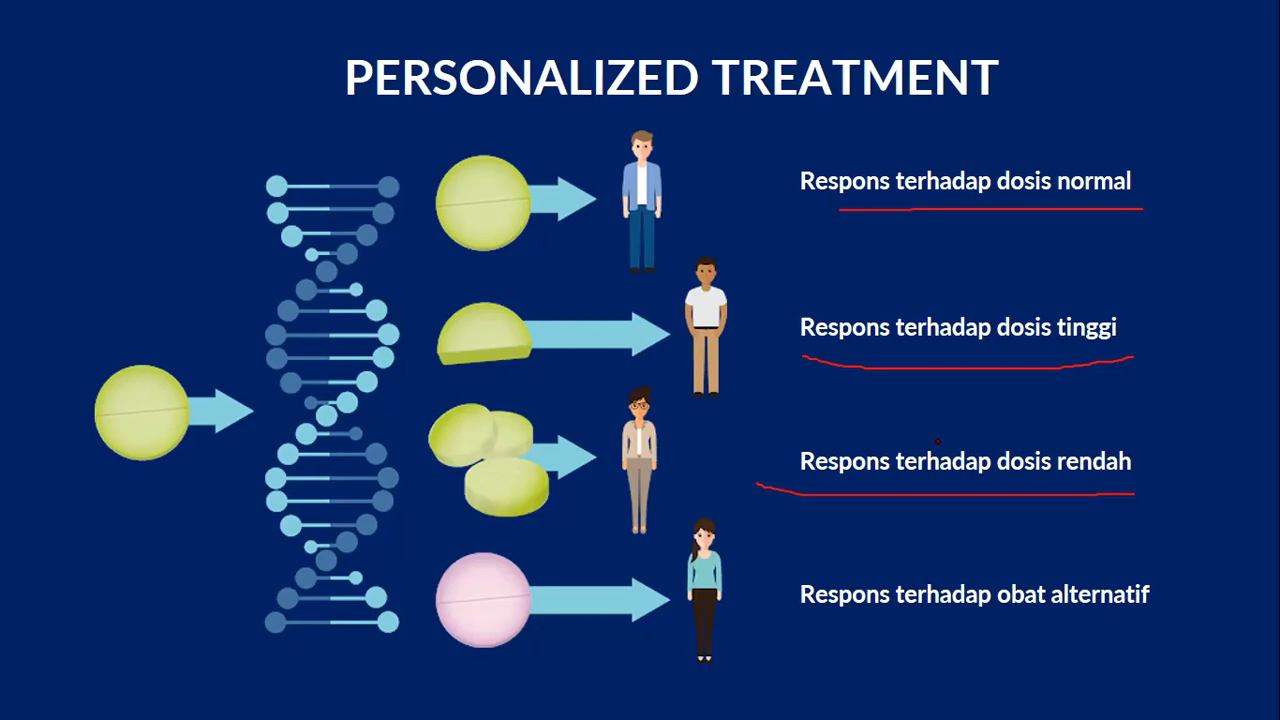 PERSONALIZED TREATMENT
Respons terhadap dosis normal
Respons terhadap dosis tinggi
Respons terhadap dosis rendah
Respons terhadap obat alternatif